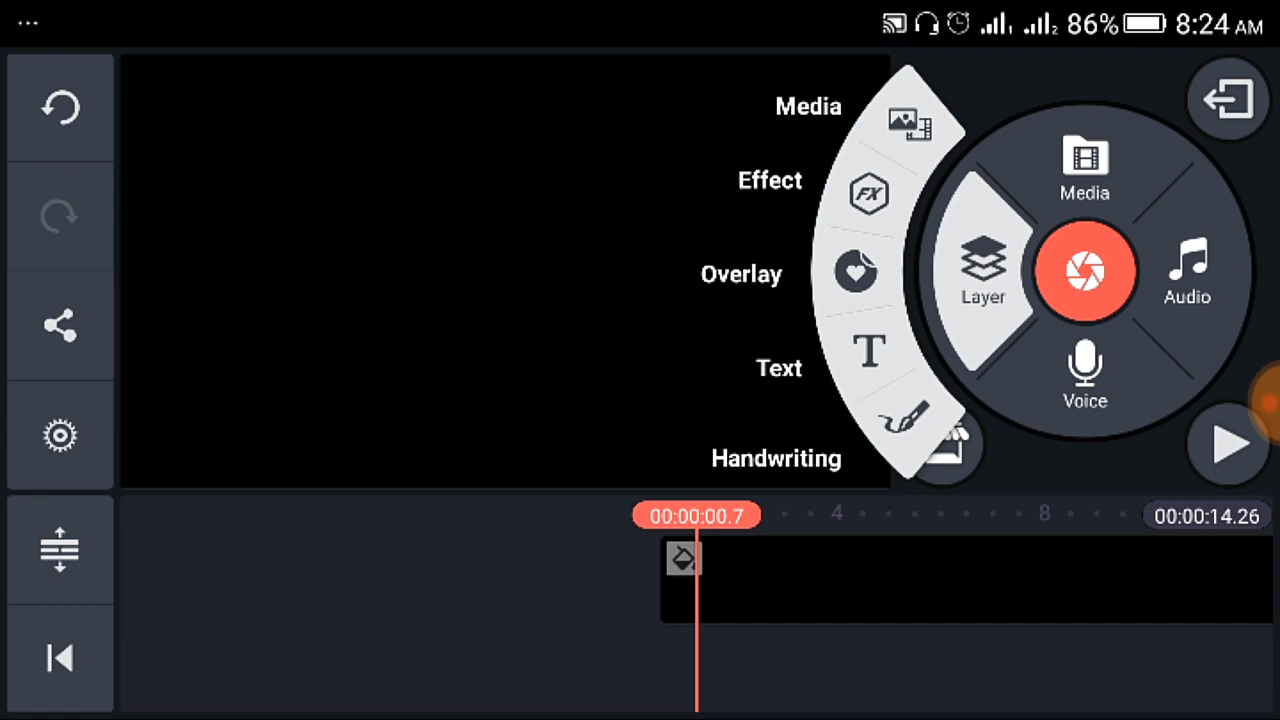 86% 8:24 AM
Media
Effect
Overlay
Text
Handwriting
FX
T
Media
Layer
Audio
Voice
00:00:00.7
4
8
00:00:14.26